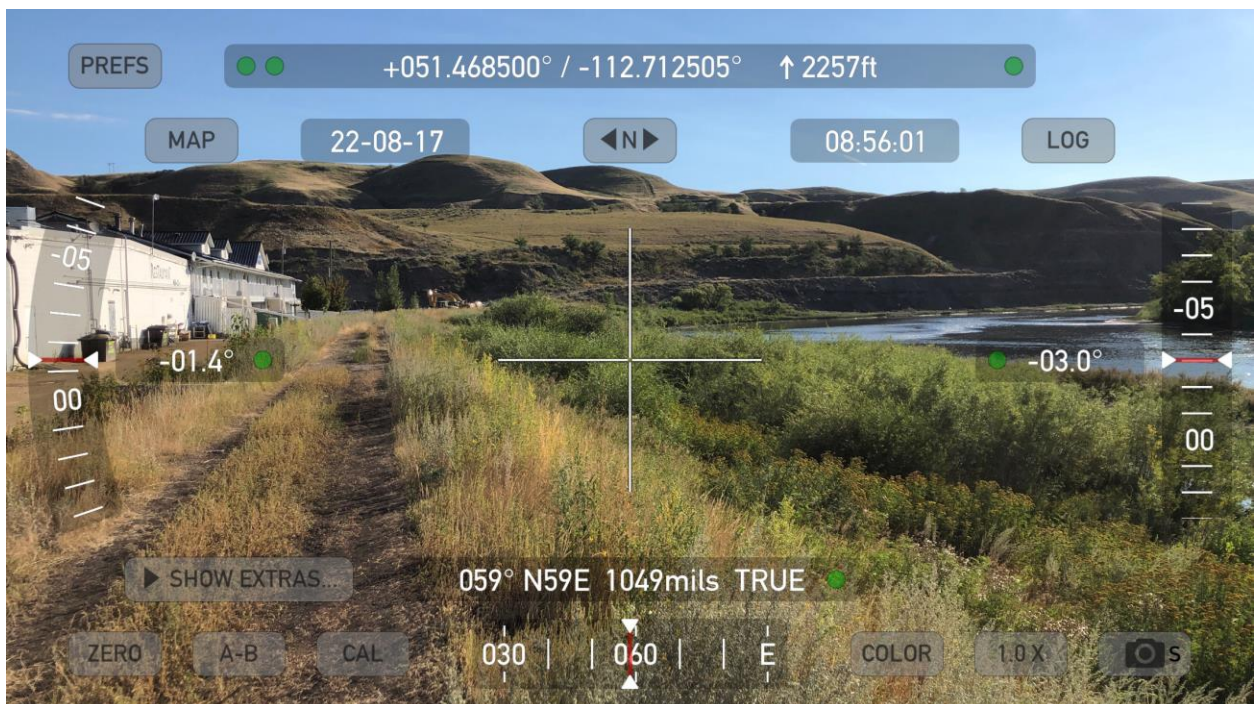 PREFS
+051.468500° / -112.712505° ↑ 2257ft
MAP
22-08-17
◀N▶
08:56:01
LOG
-05
-05
-01.4°
-03.0°
00
00
▶ SHOW EXTRAS...
059° N59E 1049mils TRUE
ZERO
A-B
CAL
030 | | 060 | | E
COLOR
1.0 X
S